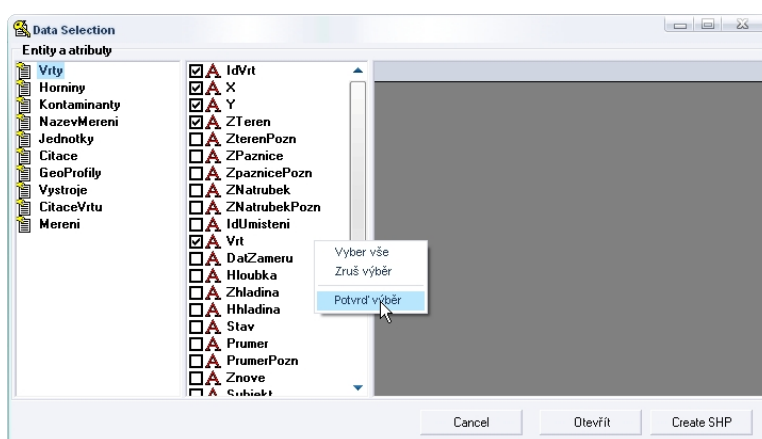 Data Selection
Entity a atributy
Vrty
Horniny
Kontaminanty
NazevMereni
Jednotky
Citace
GeoProfily
Vystroje
CitaceVrtu
Mereni
IdVrt
X
Y
ZTeren
ZterenPozn
ZPaznice
ZpaznicePozn
ZNatrubek
ZNatrubekPozn
IdUmisteni
Vrt
DatZameru
Hloubka
Zhladina
Hhladina
Stav
Prumer
PrumerPozn
Znove
Subjekt
Vyber vše
Zruš výběr
Potvrď výběr
Cancel
Otevřít
Create SHP